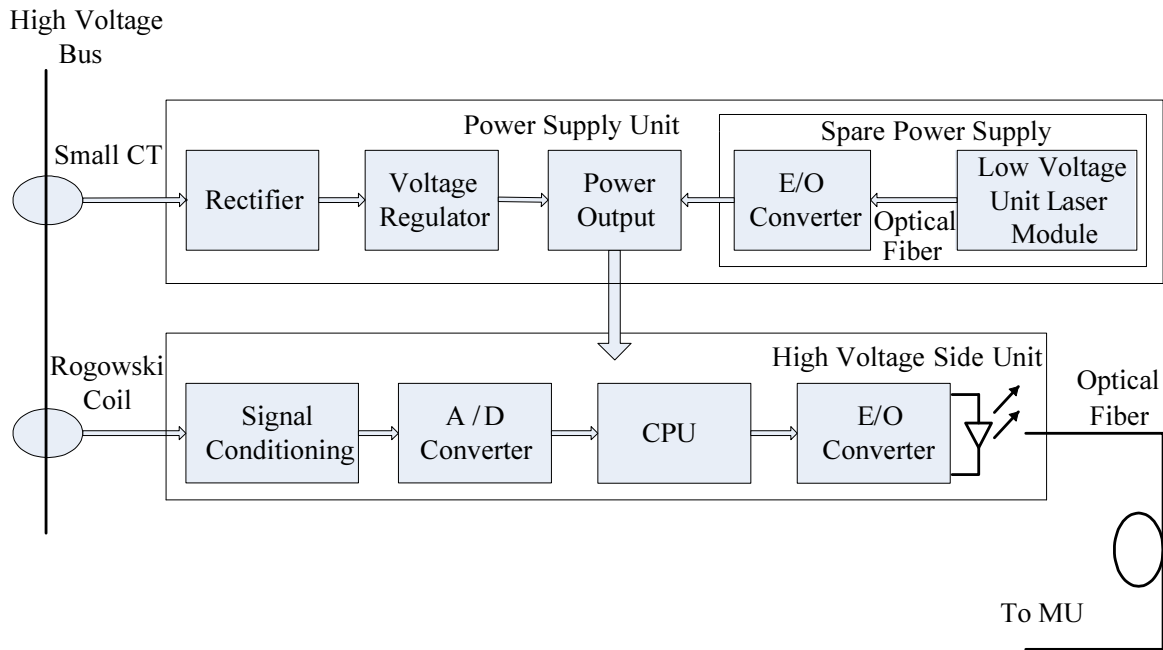 High Voltage
Bus
Power Supply Unit
Spare Power Supply
Small CT
Rectifier
Voltage
Regulator
Power
Output
E/O
Converter
Optical
Fiber
Low Voltage
Unit Laser
Module
High Voltage Side Unit
Rogowski
Coil
Signal
Conditioning
A / D
Converter
CPU
E/O
Converter
Optical
Fiber
To MU